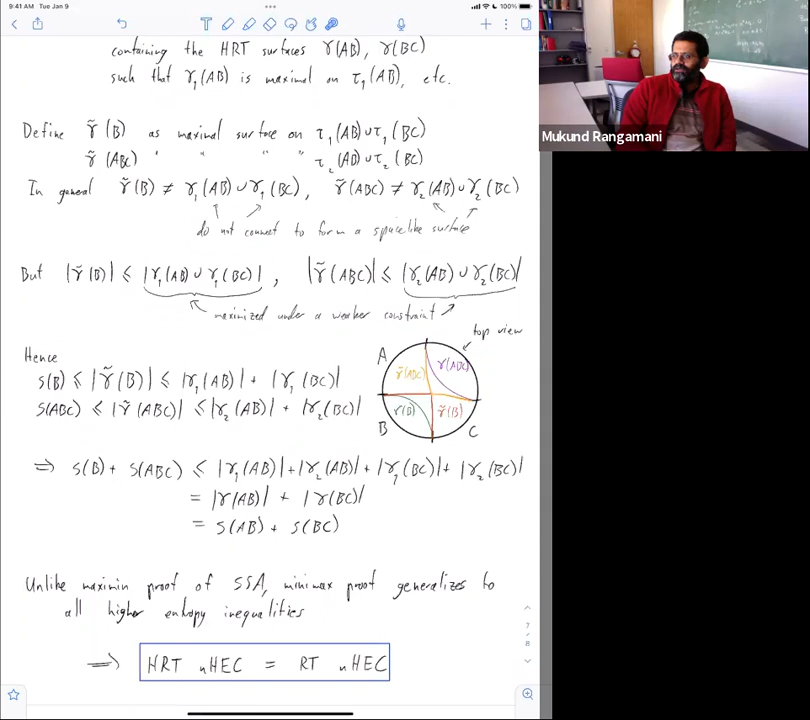 9:41 AM Tue Jan 9
100%
containing the HRT surfaces γ(AB), γ(BC)
such that γ₁(AB) is maximal on τ₁(AB), etc.
Define γ̃(B) as maximal surface on τ₁(AB)∪τ₁(BC)
γ̃(ABC) " " " " τ₂(AB)∪τ₂(BC)
In general γ̃(B) ≠ γ₁(AB)∪γ₁(BC), γ̃(ABC) ≠ γ₂(AB)∪γ₂(BC)
do not connect to form a spacelike surface
But |γ̃(B)| ≤ |γ₁(AB)∪γ₁(BC)|, |γ̃(ABC)| ≤ |γ₂(AB)∪γ₂(BC)|
maximized under a weaker constraint
top view
Hence
S(B) ≤ |γ̃(B)| ≤ |γ₁(AB)| + |γ₁(BC)|
S(ABC) ≤ |γ̃(ABC)| ≤ |γ₂(AB)| + |γ₂(BC)|
A
γ̃(ABC)
γ(ABC)
γ(B)
γ̃(B)
B
C
⇒ S(B) + S(ABC) ≤ |γ₁(AB)| + |γ₂(AB)| + |γ₁(BC)| + |γ₂(BC)|
= |γ(AB)| + |γ(BC)|
= S(AB) + S(BC)
Unlike maximin proof of SSA, minimax proof generalizes to
all higher entropy inequalities
⇒ HRT nHEC = RT nHEC
7
8
Mukund Rangamani